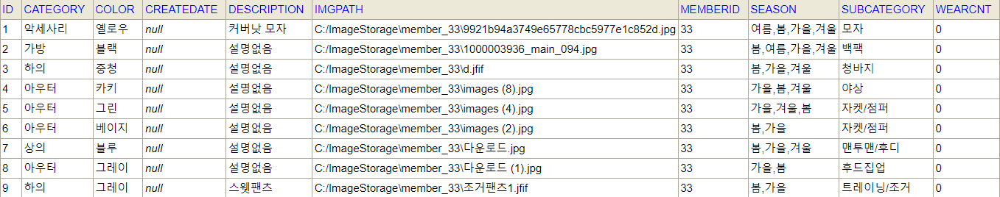 ID CATEGORY COLOR CREATEDATE DESCRIPTION IMGPATH MEMBERID SEASON SUBCATEGORY WEARCNT
1 악세사리 옐로우 null 커버낫 모자 C:/ImageStorage\member_33\9921b94a3749e65778cbc5977e1c852d.jpg 33 여름,봄,가을,겨울 모자 0
2 가방 블랙 null 설명없음 C:/ImageStorage\member_33\1000003936_main_094.jpg 33 봄,여름,가을,겨울 백팩 0
3 하의 중청 null 설명없음 C:/ImageStorage\member_33\d.jfif 33 봄,가을,겨울 청바지 0
4 아우터 카키 null 설명없음 C:/ImageStorage\member_33\images (8).jpg 33 가을,봄,겨울 야상 0
5 아우터 그린 null 설명없음 C:/ImageStorage\member_33\images (4).jpg 33 가을,겨울,봄 자켓/점퍼 0
6 아우터 베이지 null 설명없음 C:/ImageStorage\member_33\images (2).jpg 33 봄,가을 자켓/점퍼 0
7 상의 블루 null 설명없음 C:/ImageStorage\member_33\다운로드.jpg 33 봄,가을,겨울 맨투맨/후디 0
8 아우터 그레이 null 설명없음 C:/ImageStorage\member_33\다운로드 (1).jpg 33 가을,봄 후드집업 0
9 하의 그레이 null 스웻팬츠 C:/ImageStorage\member_33\조거팬츠1.jfif 33 봄,가을 트레이닝/조거 0